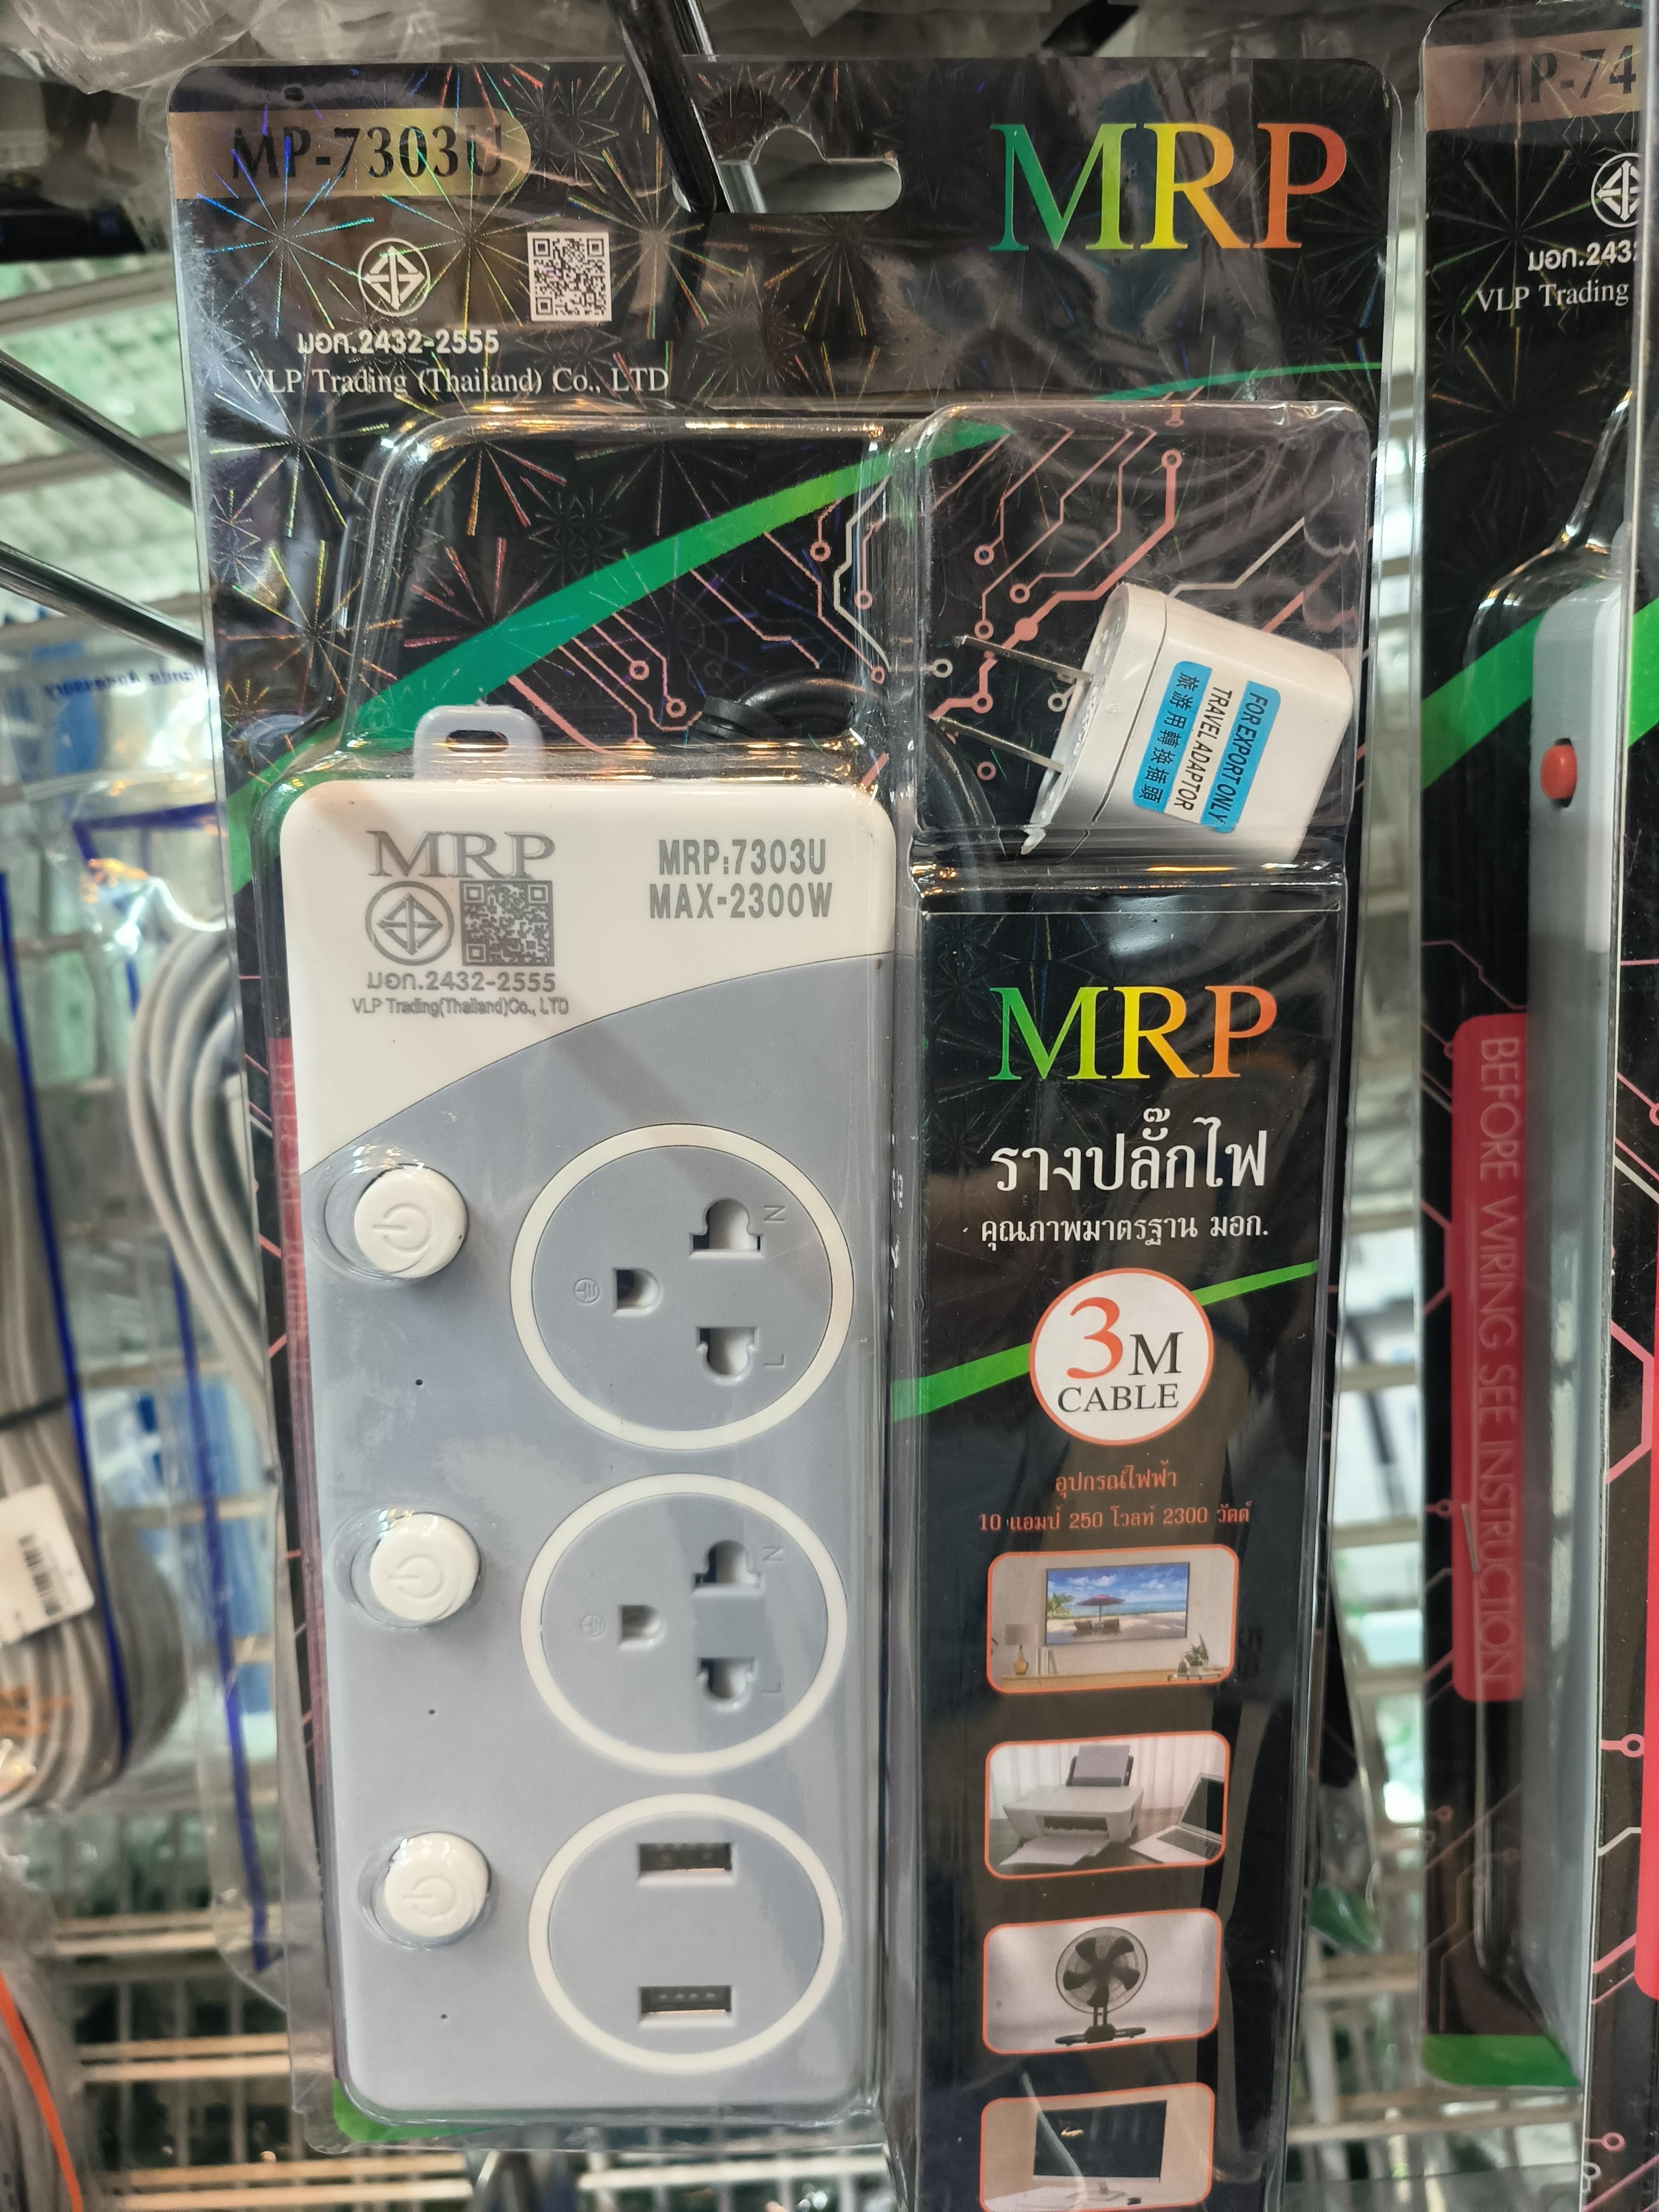 MP-7303U
MRP
มอก.2432-2555
VLP Trading (Thailand) Co., LTD
FOR EXPORT ONLY
TRAVEL ADAPTOR
旅游用轉换插頭
MRP
MRP:7303U
MAX-2300W
มอก.2432-2555
VLP Trading(Thailand)Co., LTD
N
L
N
L
MRP
รางปลั๊กไฟ
คุณภาพมาตรฐาน มอก.
3M
CABLE
อุปกรณ์ไฟฟ้า
10 แอมป์ 250 โวลท์ 2300 วัตต์
MP-74
มอก.243
VLP Trading
BEFORE WIRING SEE INSTRUCTION